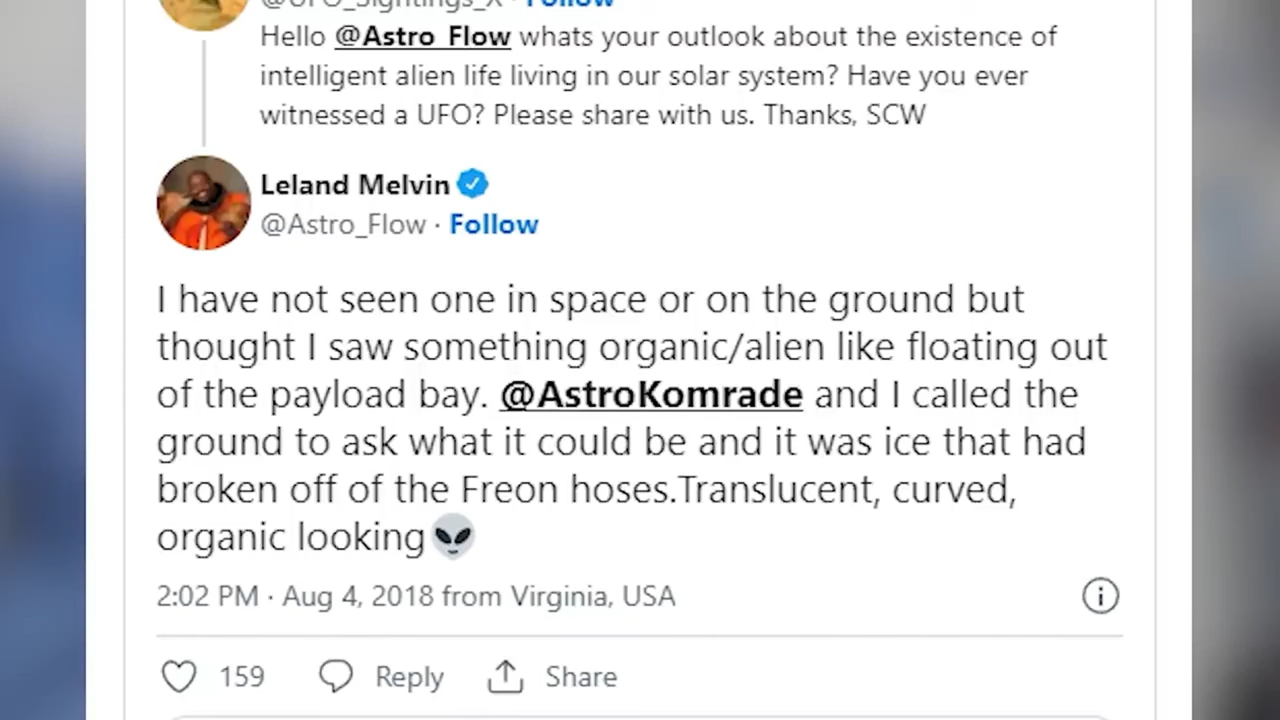 @UFO_Sightings_X · Follow
Hello @Astro_Flow whats your outlook about the existence of
intelligent alien life living in our solar system? Have you ever
witnessed a UFO? Please share with us. Thanks, SCW
Leland Melvin
@Astro_Flow · Follow
I have not seen one in space or on the ground but
thought I saw something organic/alien like floating out
of the payload bay. @AstroKomrade and I called the
ground to ask what it could be and it was ice that had
broken off of the Freon hoses.Translucent, curved,
organic looking👽
2:02 PM · Aug 4, 2018 from Virginia, USA
159 Reply Share